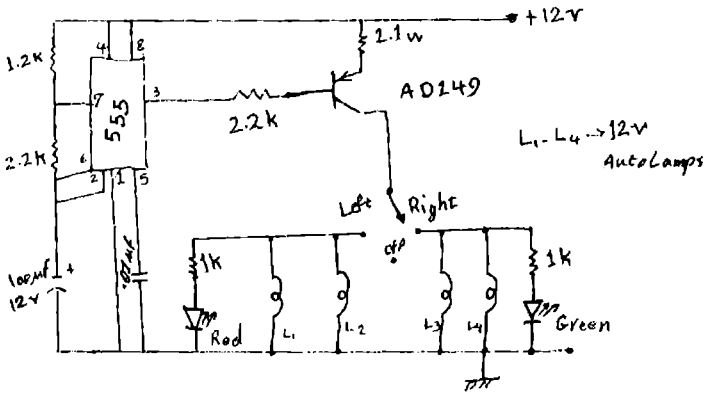 +12v
4 8
1.2K
2.1w
7
3
555
AD149
2.2k
2.2K
6
2 1 5
L1-L4→12v
AutoLamps
Left
Right
off
100µf +
12v
1k
1k
L1
L2
L3
L4
Red
Green